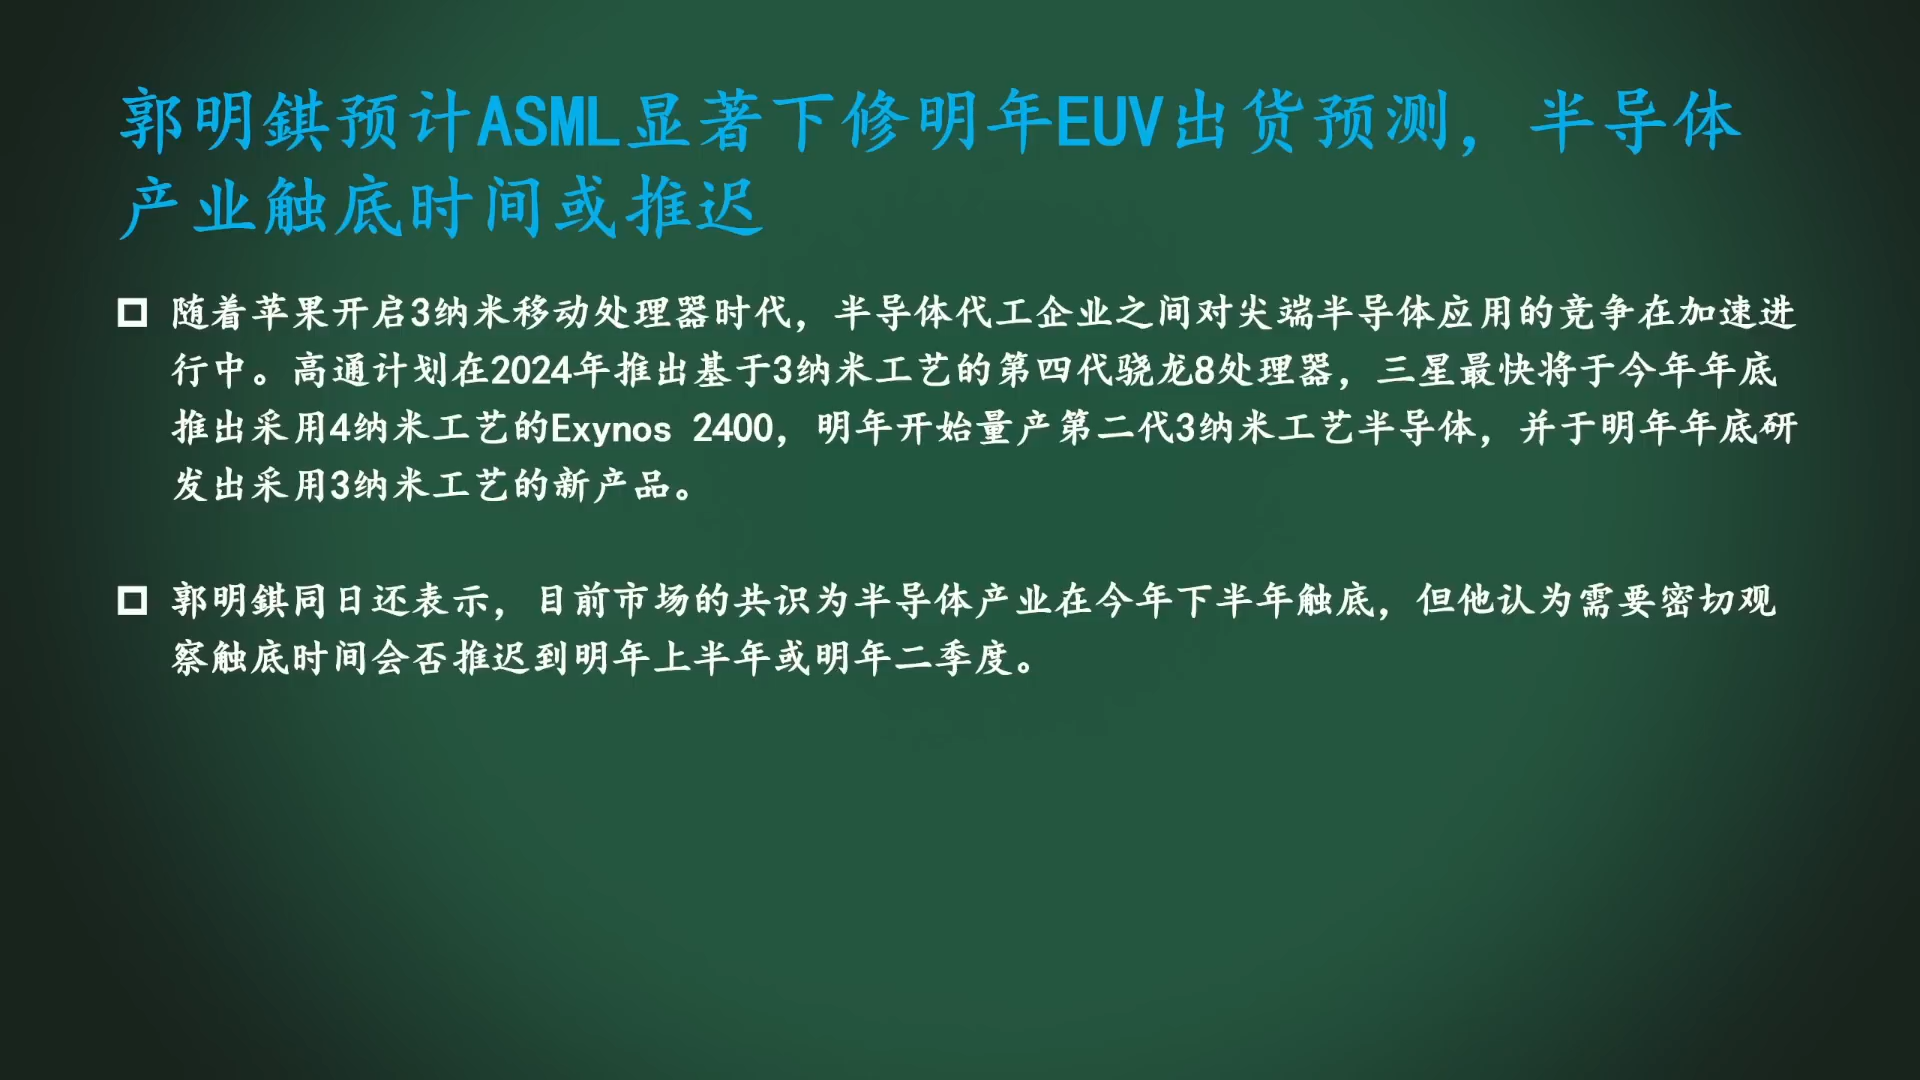 郭明錤预计ASML显著下修明年EUV出货预测，半导体
产业触底时间或推迟
随着苹果开启3纳米移动处理器时代，半导体代工企业之间对尖端半导体应用的竞争在加速进
行中。高通计划在2024年推出基于3纳米工艺的第四代骁龙8处理器，三星最快将于今年年底
推出采用4纳米工艺的Exynos 2400，明年开始量产第二代3纳米工艺半导体，并于明年年底研
发出采用3纳米工艺的新产品。
郭明錤同日还表示，目前市场的共识为半导体产业在今年下半年触底，但他认为需要密切观
察触底时间会否推迟到明年上半年或明年二季度。